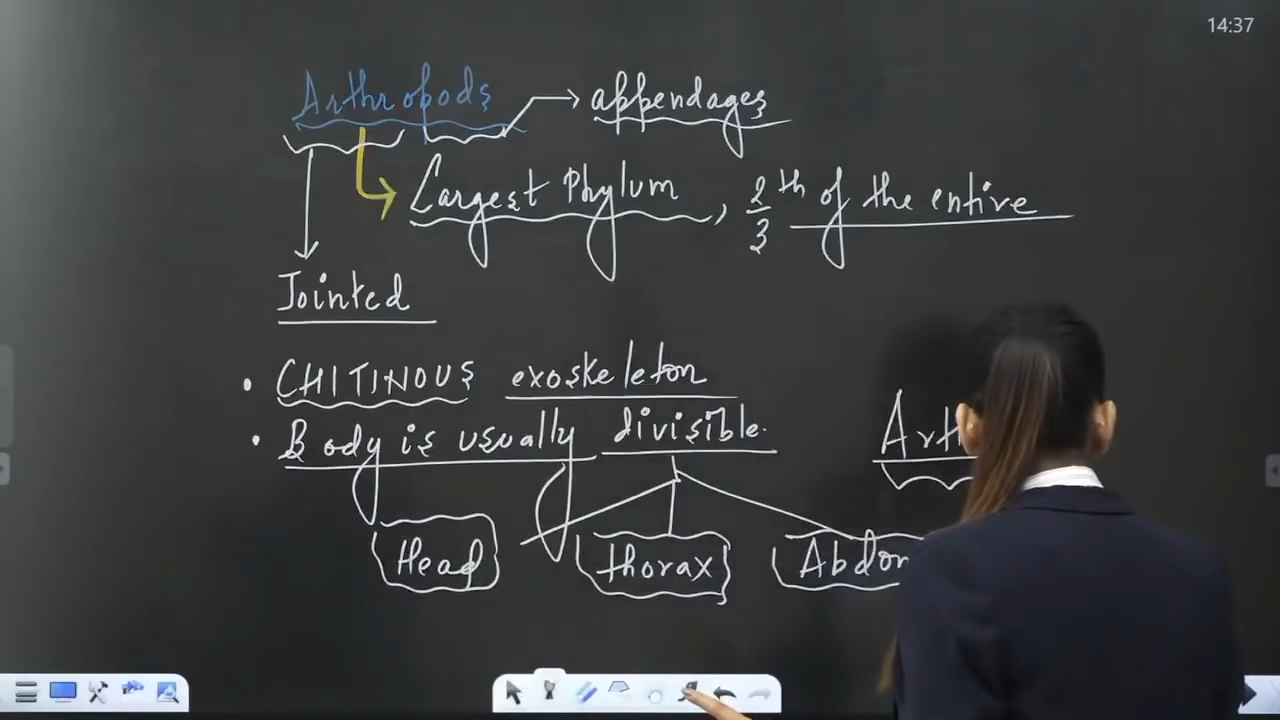 14:37
Arthropods → appendages
Largest Phylum, 2/3 th of the entire
Jointed
• CHITINOUS exoskeleton
• Body is usually divisible.
Head thorax